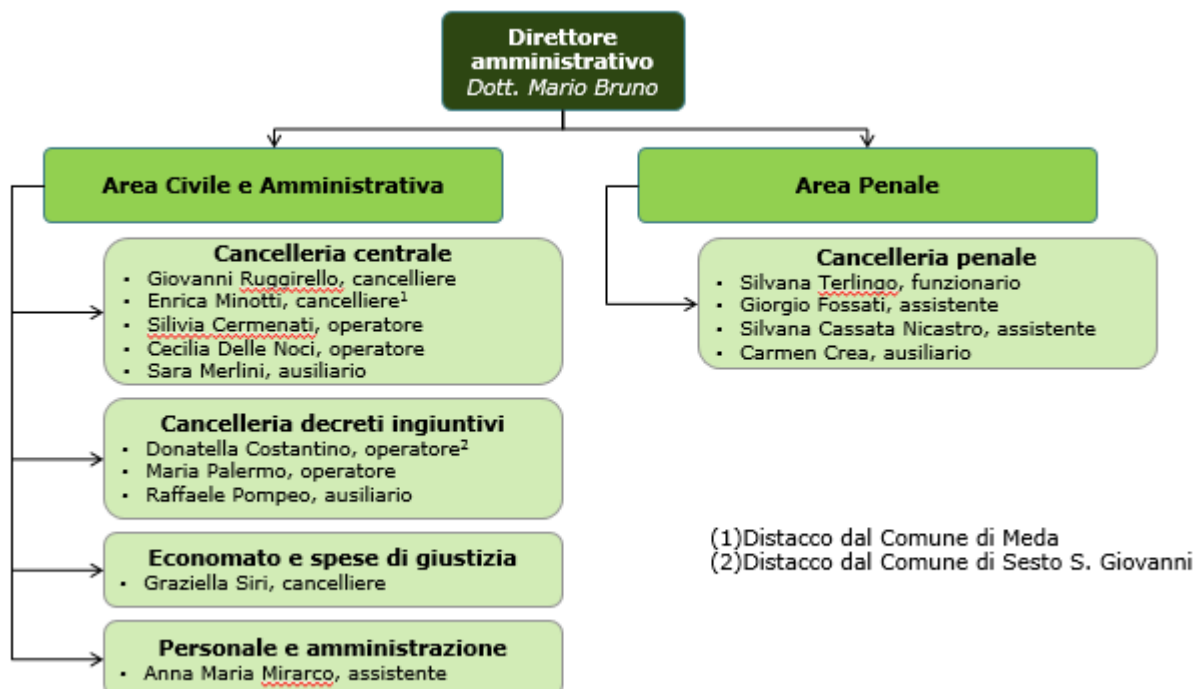 Direttore
amministrativo
Dott. Mario Bruno
Area Civile e Amministrativa
Cancelleria centrale
▪ Giovanni Ruggirello, cancelliere
▪ Enrica Minotti, cancelliere¹
▪ Silivia Cermenati, operatore
▪ Cecilia Delle Noci, operatore
▪ Sara Merlini, ausiliario
Cancelleria decreti ingiuntivi
▪ Donatella Costantino, operatore²
▪ Maria Palermo, operatore
▪ Raffaele Pompeo, ausiliario
Economato e spese di giustizia
▪ Graziella Siri, cancelliere
Personale e amministrazione
▪ Anna Maria Mirarco, assistente
Area Penale
Cancelleria penale
▪ Silvana Terlingo, funzionario
▪ Giorgio Fossati, assistente
▪ Silvana Cassata Nicastro, assistente
▪ Carmen Crea, ausiliario
(1)Distacco dal Comune di Meda
(2)Distacco dal Comune di Sesto S. Giovanni